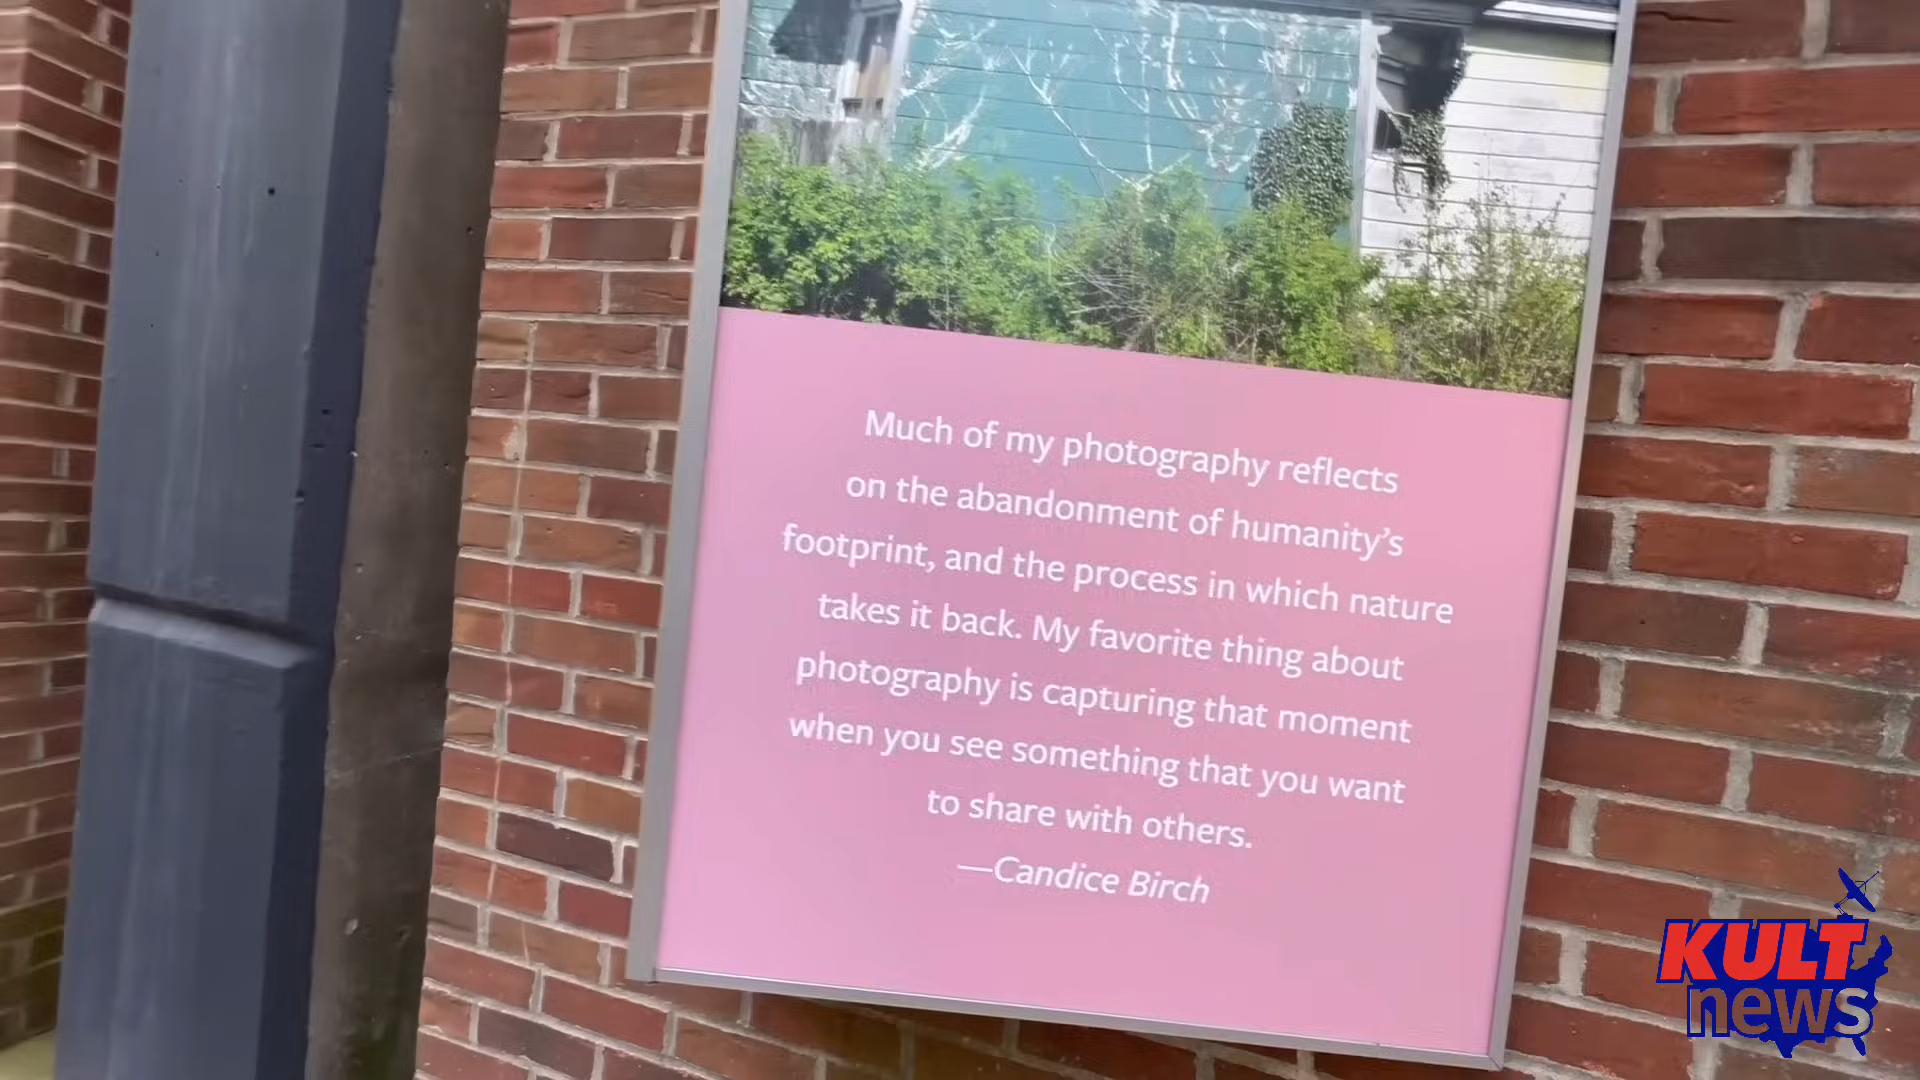 Much of my photography reflects
on the abandonment of humanity’s
footprint, and the process in which nature
takes it back. My favorite thing about
photography is capturing that moment
when you see something that you want
to share with others.
—Candice Birch
KULT
news